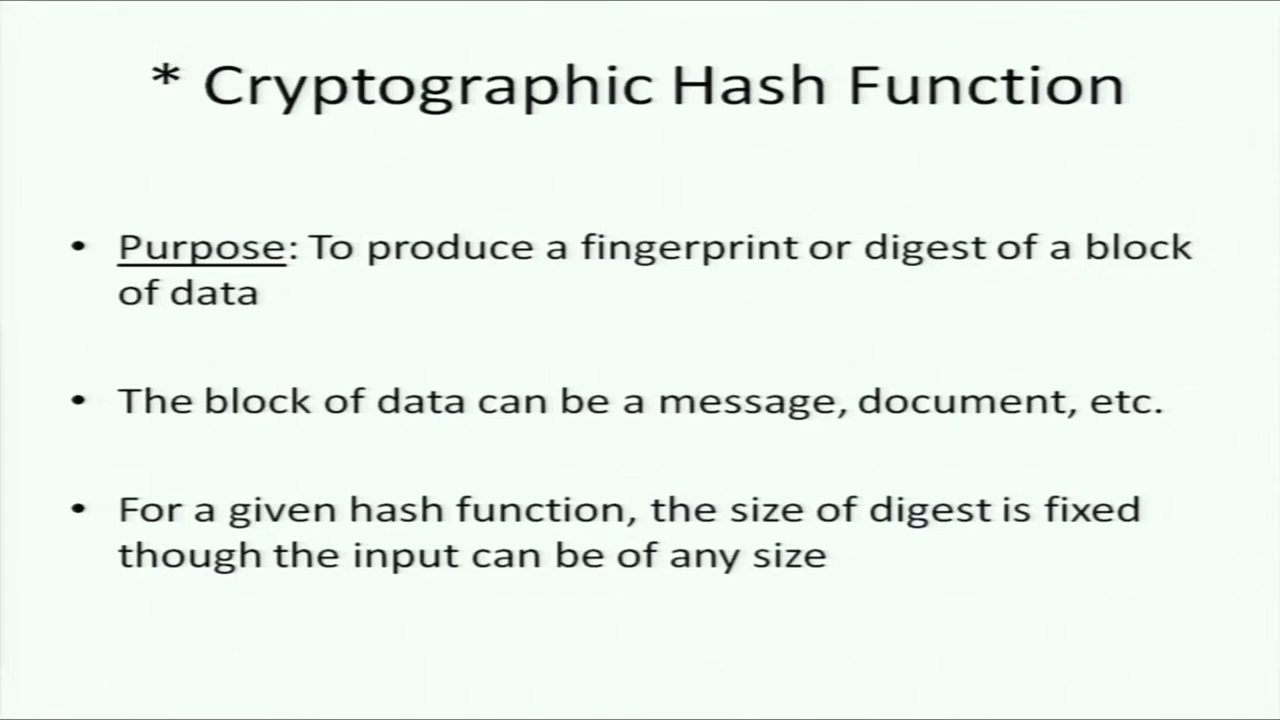 * Cryptographic Hash Function
• Purpose: To produce a fingerprint or digest of a block
of data
• The block of data can be a message, document, etc.
• For a given hash function, the size of digest is fixed
though the input can be of any size